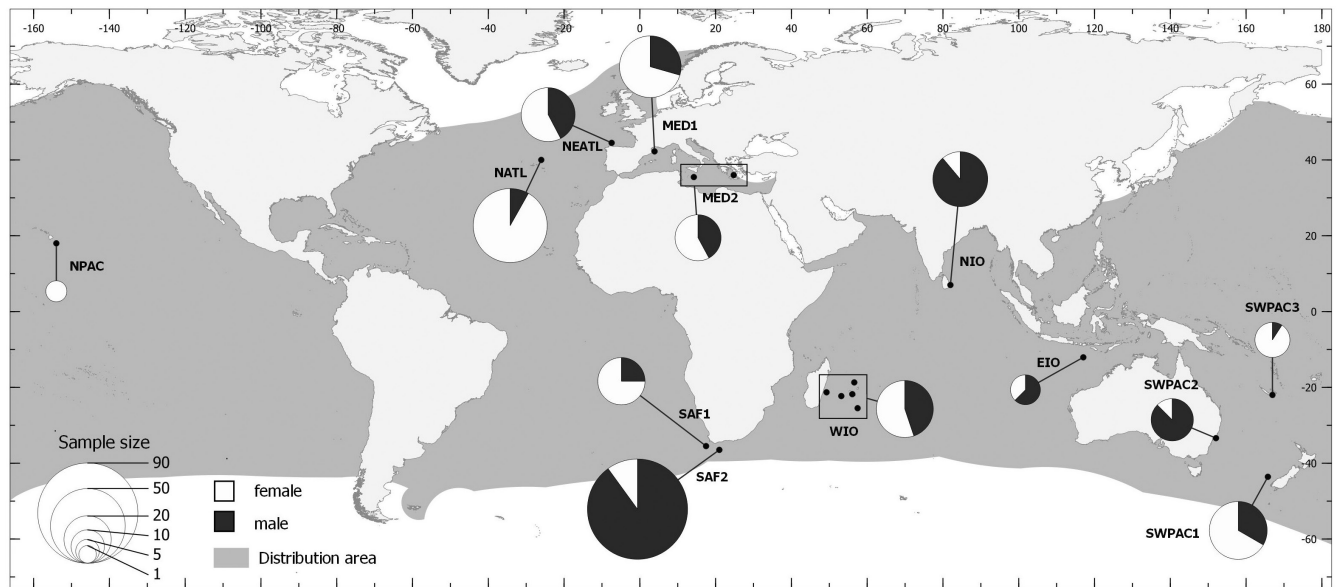 -160 -140 -120 -100 -80 -60 -40 -20 0 20 40 60 80 100 120 140 160 180
60
MED1
NEATL
40
NATL
MED2
20
NPAC
NIO
0
SWPAC3
EIO
SWPAC2
-20
SAF1
WIO
Sample size
90
-40
SAF2
50
female
20
male
10
SWPAC1
5
Distribution area
-60
1